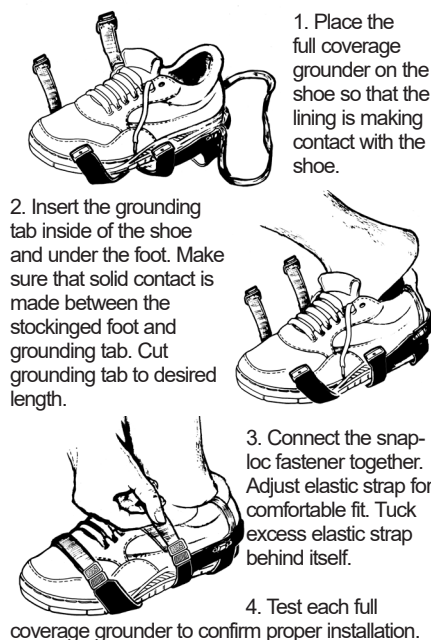 1. Place the
full coverage
grounder on the
shoe so that the
lining is making
contact with the
shoe.
2. Insert the grounding
tab inside of the shoe
and under the foot. Make
sure that solid contact is
made between the
stockinged foot and
grounding tab. Cut
grounding tab to desired
length.
3. Connect the snap-
loc fastener together.
Adjust elastic strap for
comfortable fit. Tuck
excess elastic strap
behind itself.
4. Test each full
coverage grounder to confirm proper installation.